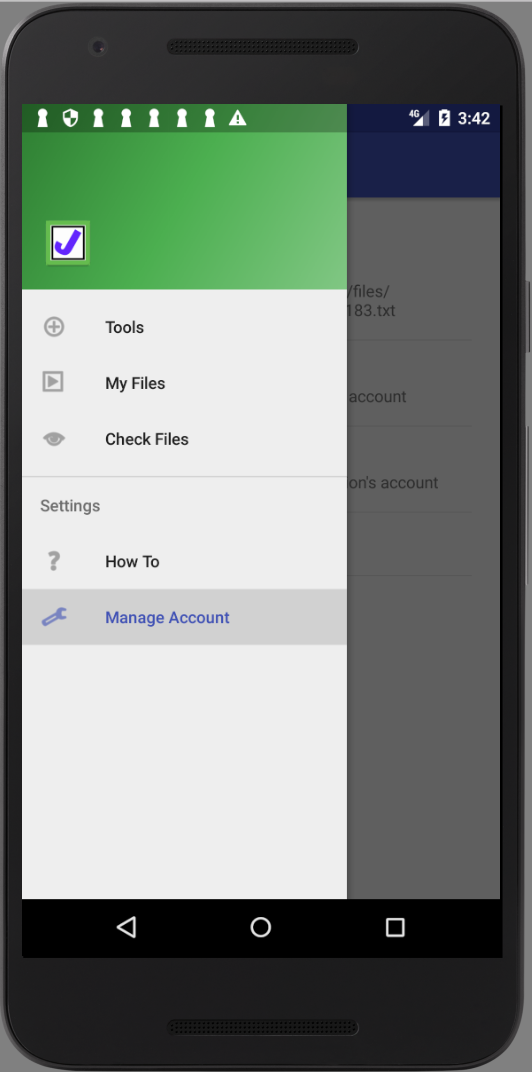 4G 3:42
/files/
183.txt
Tools
My Files
account
Check Files
on's account
Settings
How To
Manage Account